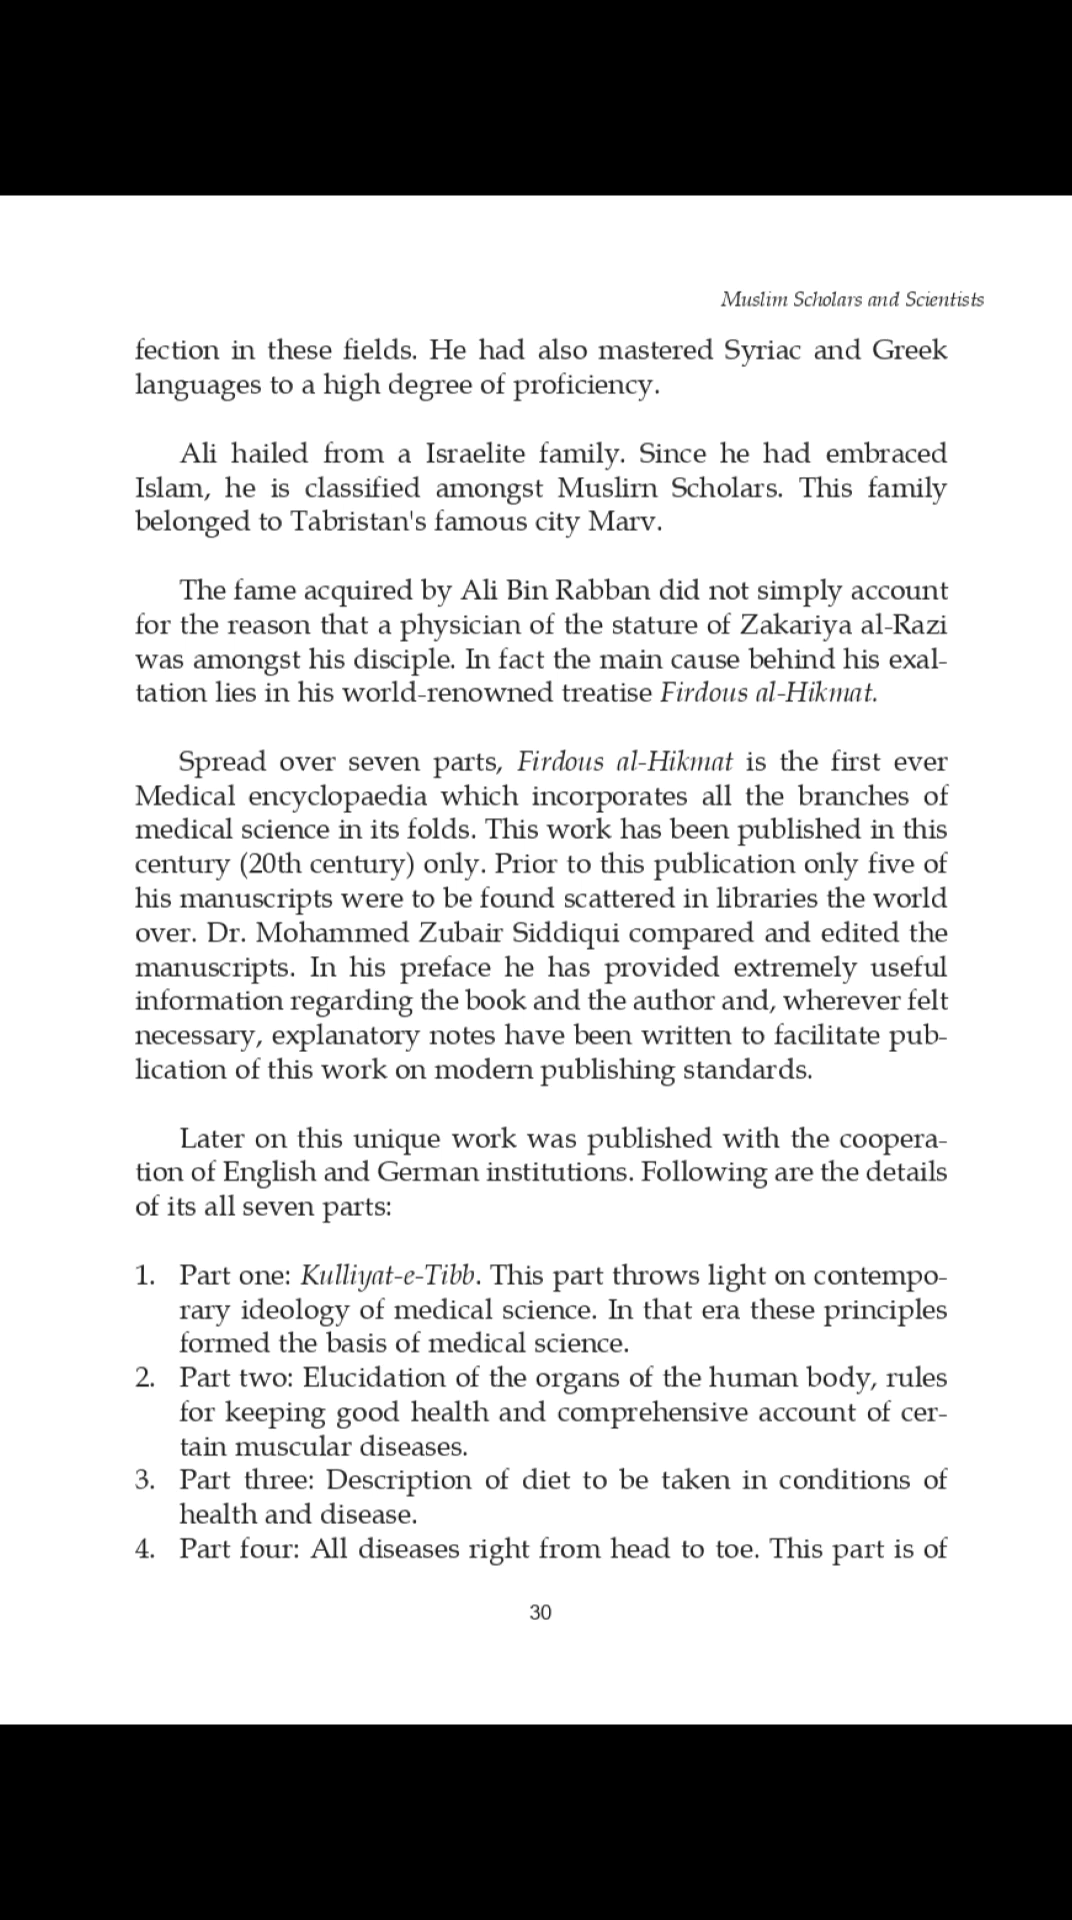 Muslim Scholars and Scientists
fection in these fields. He had also mastered Syriac and Greek
languages to a high degree of proficiency.
Ali hailed from a Israelite family. Since he had embraced
Islam, he is classified amongst Muslirn Scholars. This family
belonged to Tabristan's famous city Marv.
The fame acquired by Ali Bin Rabban did not simply account
for the reason that a physician of the stature of Zakariya al-Razi
was amongst his disciple. In fact the main cause behind his exal-
tation lies in his world-renowned treatise Firdous al-Hikmat.
Spread over seven parts, Firdous al-Hikmat is the first ever
Medical encyclopaedia which incorporates all the branches of
medical science in its folds. This work has been published in this
century (20th century) only. Prior to this publication only five of
his manuscripts were to be found scattered in libraries the world
over. Dr. Mohammed Zubair Siddiqui compared and edited the
manuscripts. In his preface he has provided extremely useful
information regarding the book and the author and, wherever felt
necessary, explanatory notes have been written to facilitate pub-
lication of this work on modern publishing standards.
Later on this unique work was published with the coopera-
tion of English and German institutions. Following are the details
of its all seven parts:
1. Part one: Kulliyat-e-Tibb. This part throws light on contempo-
rary ideology of medical science. In that era these principles
formed the basis of medical science.
2. Part two: Elucidation of the organs of the human body, rules
for keeping good health and comprehensive account of cer-
tain muscular diseases.
3. Part three: Description of diet to be taken in conditions of
health and disease.
4. Part four: All diseases right from head to toe. This part is of
30